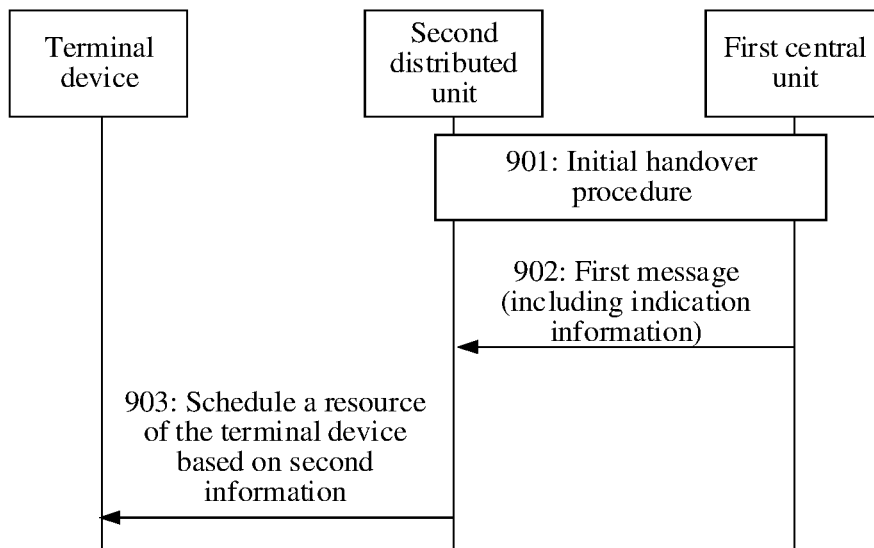 Terminal
device
Second
distributed
unit
First central
unit
901: Initial handover
procedure
902: First message
(including indication
information)
903: Schedule a resource
of the terminal device
based on second
information